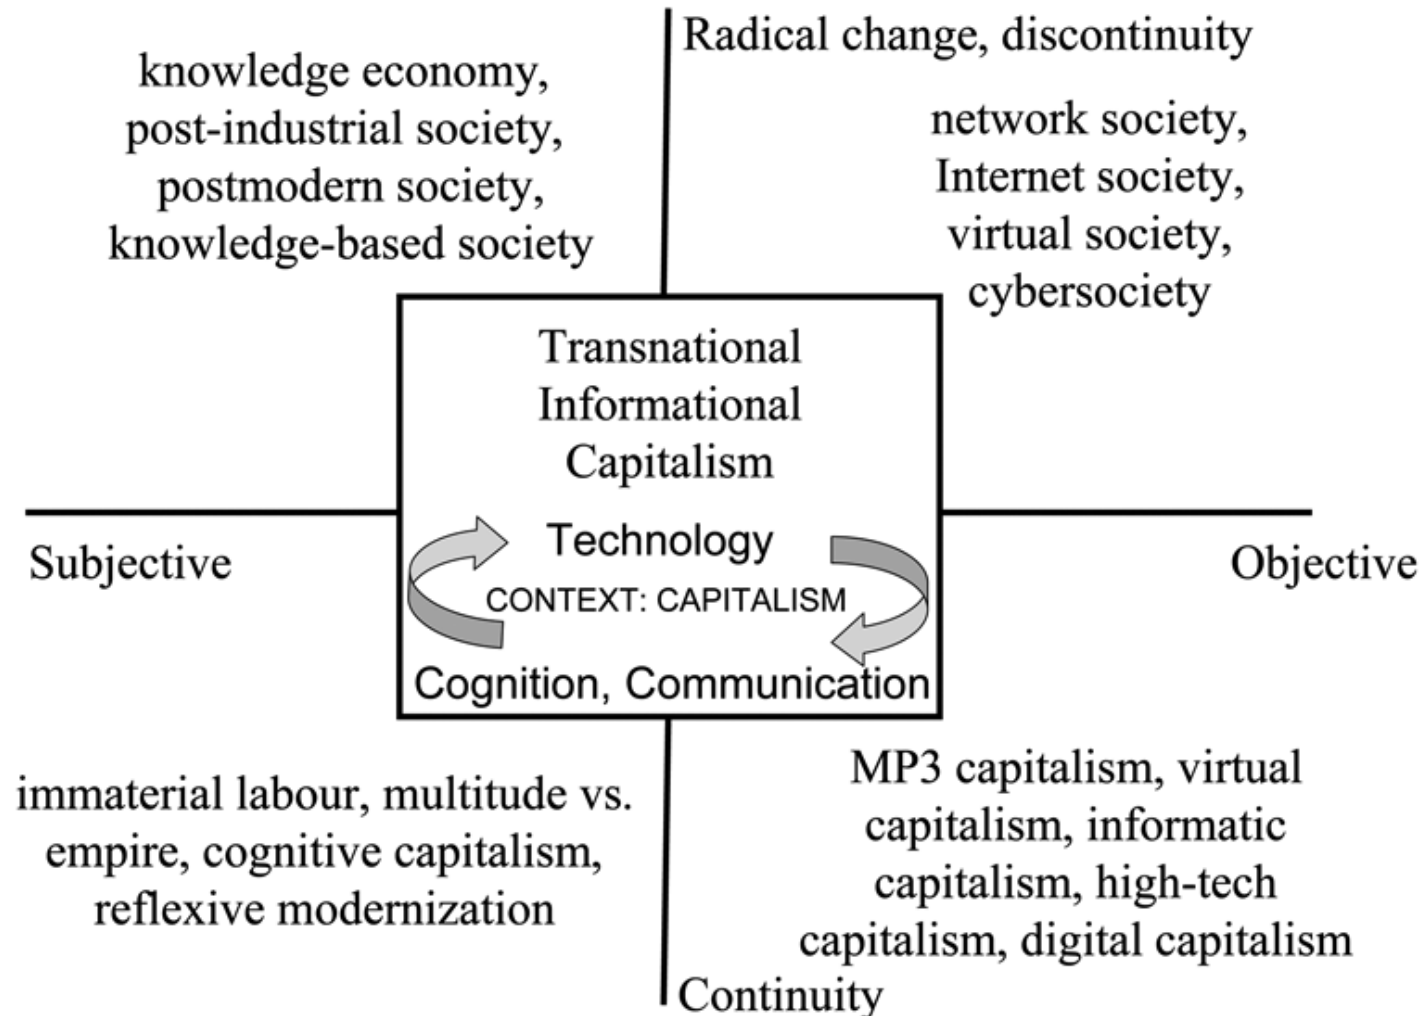 Radical change, discontinuity
knowledge economy,
post-industrial society,
postmodern society,
knowledge-based society
network society,
Internet society,
virtual society,
cybersociety
Transnational
Informational
Capitalism
Technology
CONTEXT: CAPITALISM
Cognition, Communication
Subjective
Objective
immaterial labour, multitude vs.
empire, cognitive capitalism,
reflexive modernization
MP3 capitalism, virtual
capitalism, informatic
capitalism, high-tech
capitalism, digital capitalism
Continuity